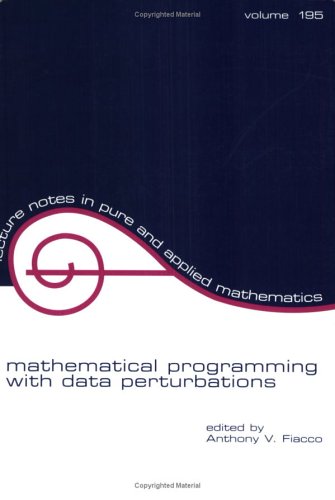 Copyrighted Material
volume 195
lecture notes in pure and applied mathematics
mathematical programming
with data perturbations
edited by
Anthony V. Fiacco
Copyrighted Material